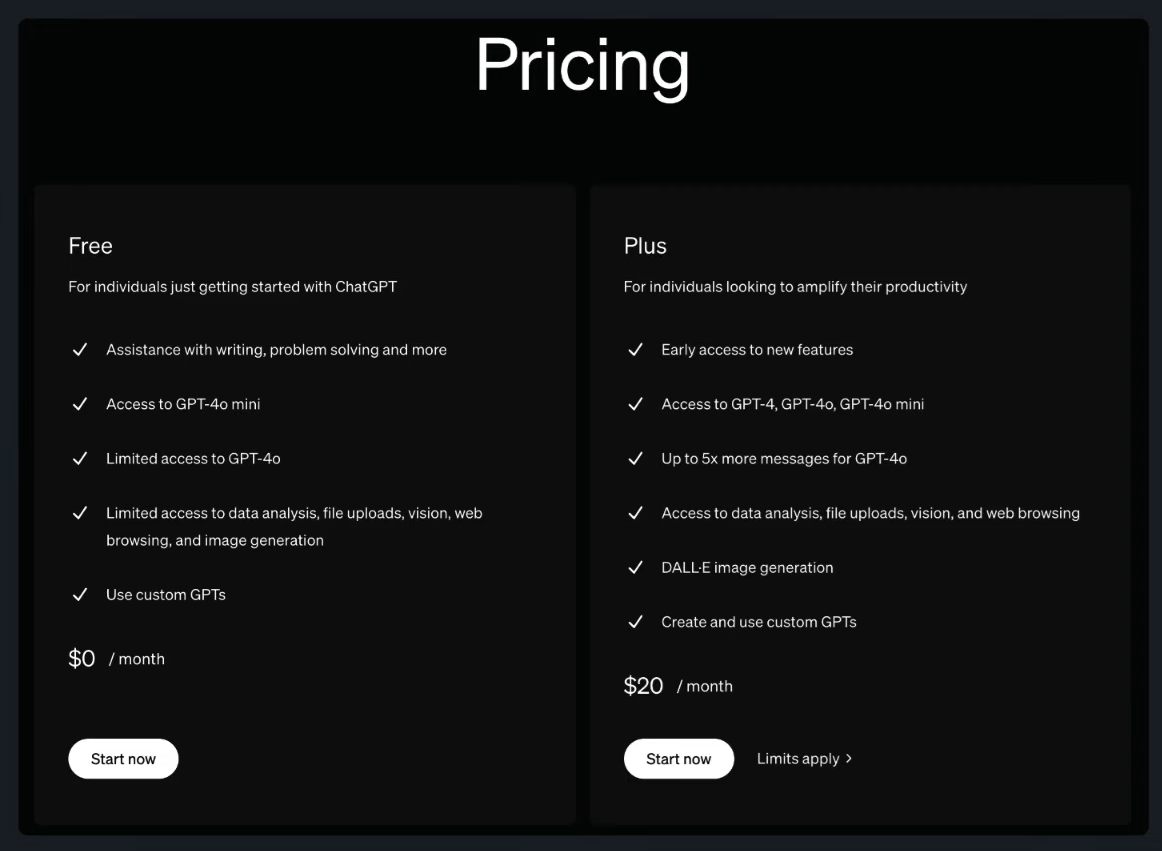 Pricing
Free
For individuals just getting started with ChatGPT
Assistance with writing, problem solving and more
Access to GPT-4o mini
Limited access to GPT-4o
Limited access to data analysis, file uploads, vision, web
browsing, and image generation
Use custom GPTs
$0 / month
Start now
Plus
For individuals looking to amplify their productivity
Early access to new features
Access to GPT-4, GPT-4o, GPT-4o mini
Up to 5x more messages for GPT-4o
Access to data analysis, file uploads, vision, and web browsing
DALL·E image generation
Create and use custom GPTs
$20 / month
Start now
Limits apply >